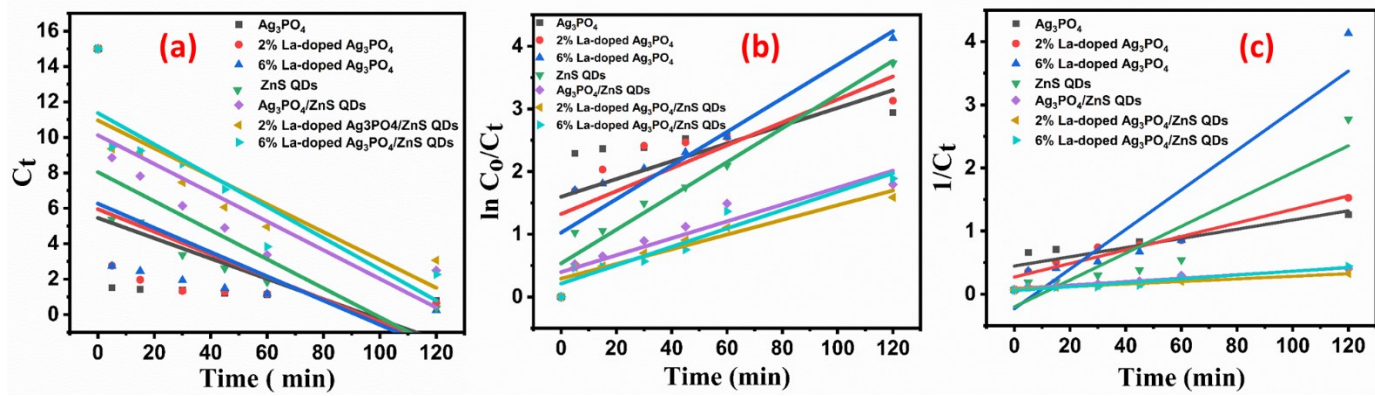 (a)
Ag₃PO₄
2% La-doped Ag₃PO₄
6% La-doped Ag₃PO₄
ZnS QDs
Ag₃PO₄/ZnS QDs
2% La-doped Ag3PO4/ZnS QDs
6% La-doped Ag₃PO₄/ZnS QDs
Cₜ
16
14
12
10
8
6
4
2
0
0 20 40 60 80 100 120
Time ( min)
(b)
Ag₃PO₄
2% La-doped Ag₃PO₄
6% La-doped Ag₃PO₄
ZnS QDs
Ag₃PO₄/ZnS QDs
2% La-doped Ag₃PO₄/ZnS QDs
6% La-doped Ag₃PO₄/ZnS QDs
ln C₀/Cₜ
4
3
2
1
0
0 20 40 60 80 100 120
Time (min)
(c)
Ag₃PO₄
2% La-doped Ag₃PO₄
6% La-doped Ag₃PO₄
ZnS QDs
Ag₃PO₄/ZnS QDs
2% La-doped Ag₃PO₄/ZnS QDs
6% La-doped Ag₃PO₄/ZnS QDs
1/Cₜ
4
3
2
1
0
0 20 40 60 80 100 120
Time (min)